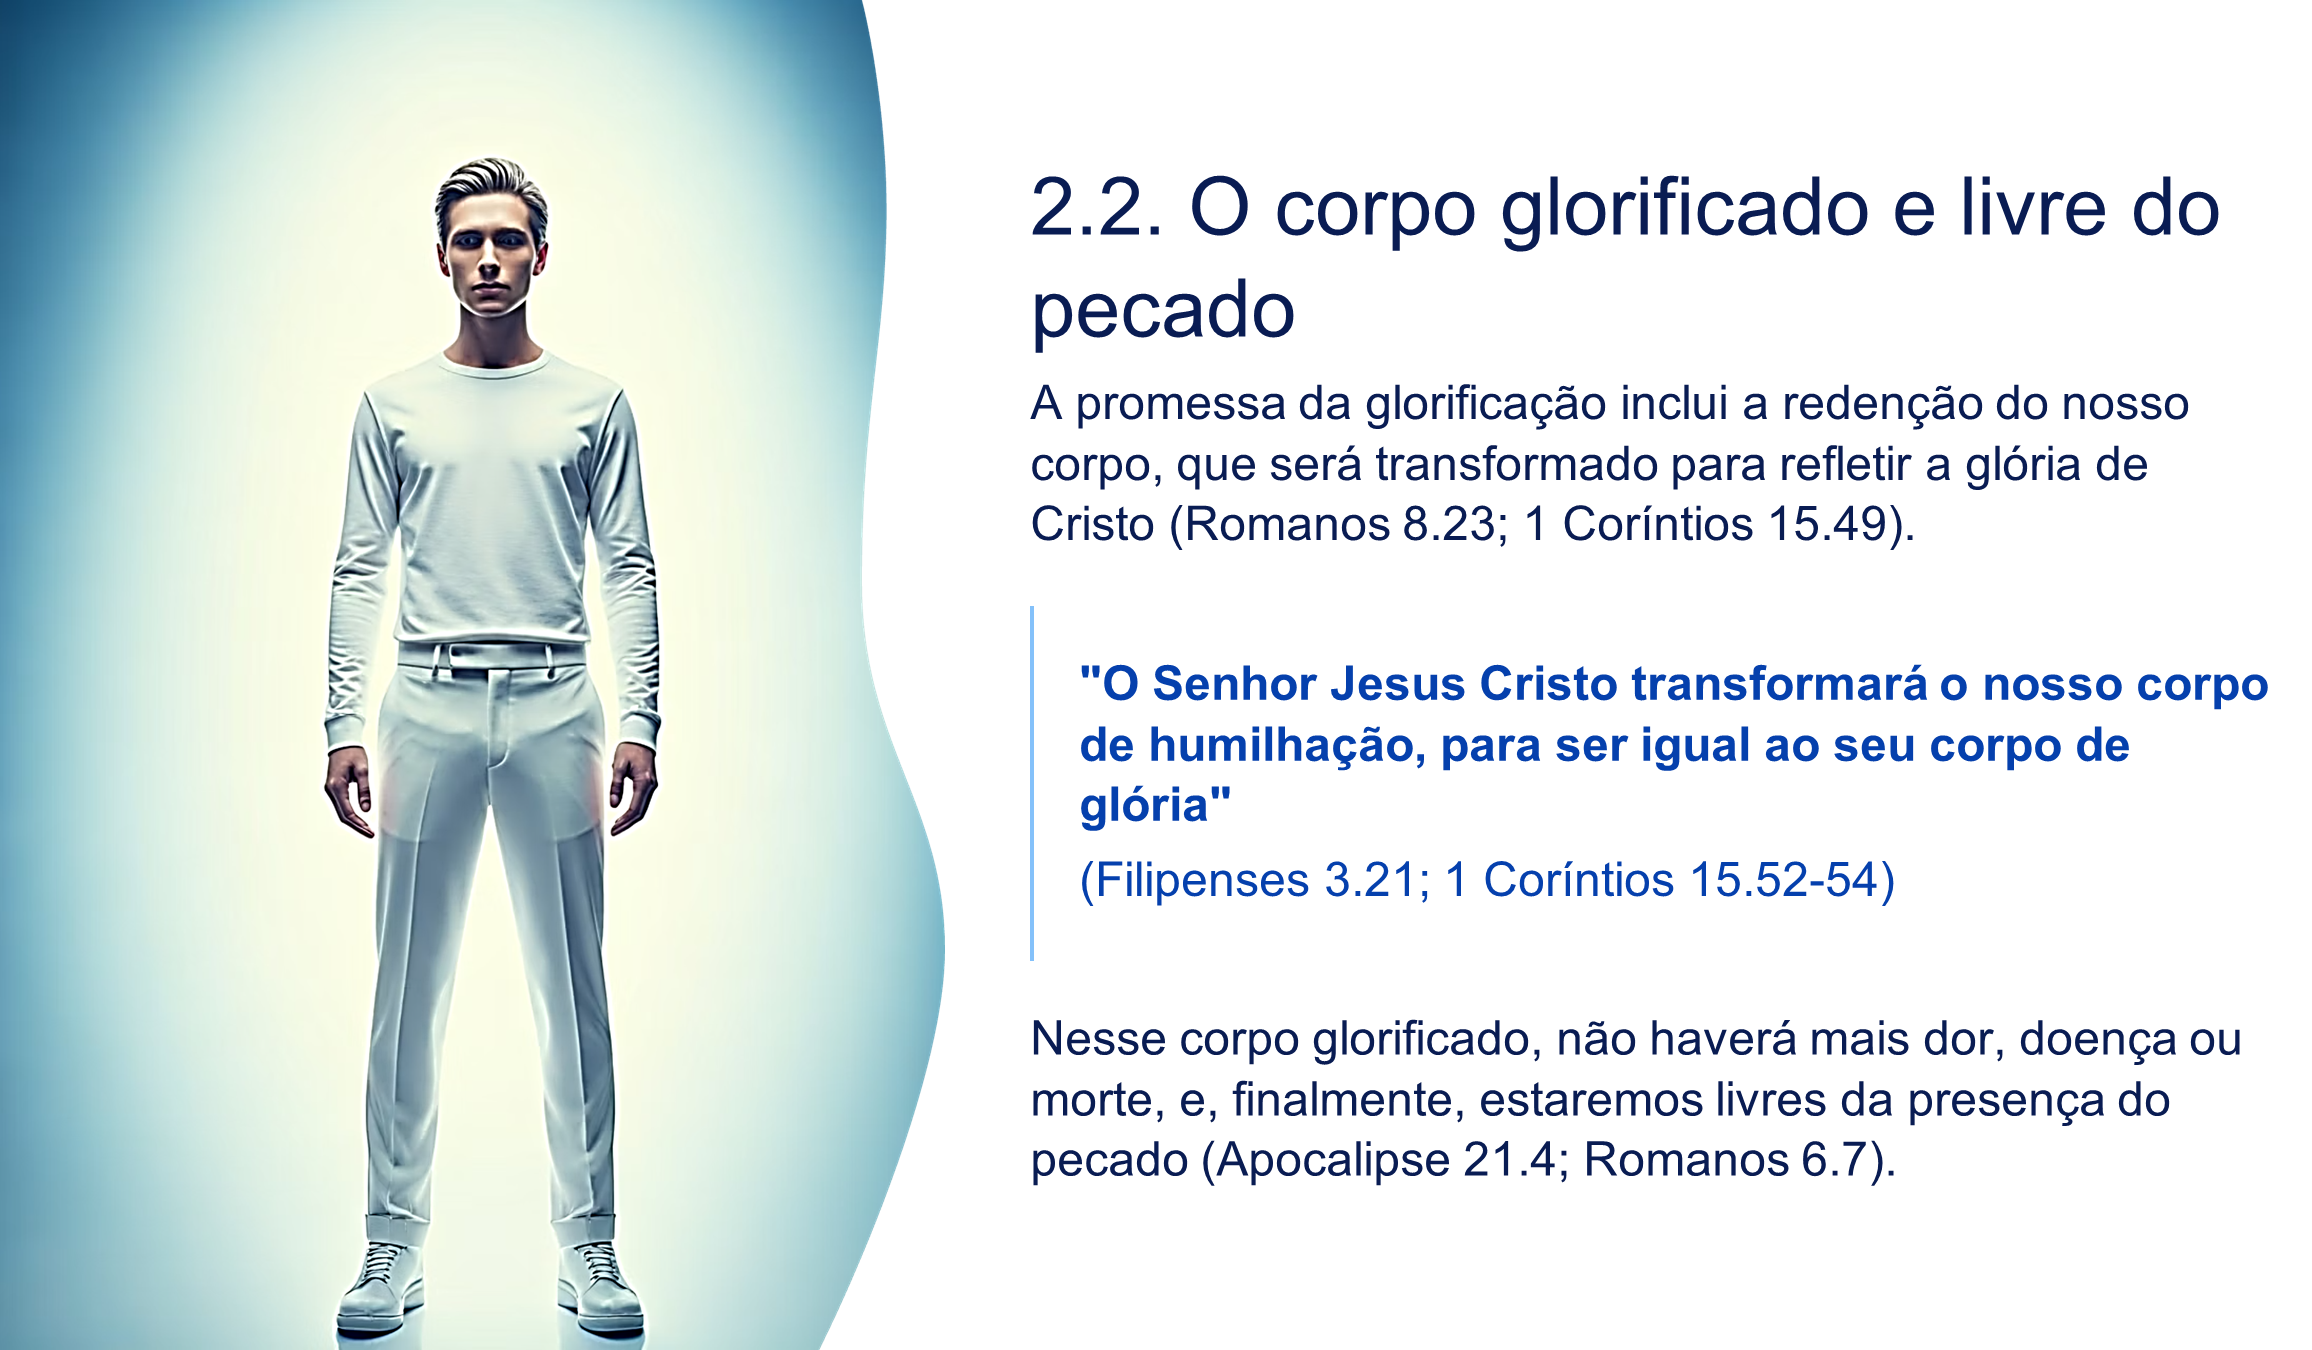 2.2. O corpo glorificado e livre do
pecado
A promessa da glorificação inclui a redenção do nosso
corpo, que será transformado para refletir a glória de
Cristo (Romanos 8.23; 1 Coríntios 15.49).
"O Senhor Jesus Cristo transformará o nosso corpo
de humilhação, para ser igual ao seu corpo de
glória"
(Filipenses 3.21; 1 Coríntios 15.52-54)
Nesse corpo glorificado, não haverá mais dor, doença ou
morte, e, finalmente, estaremos livres da presença do
pecado (Apocalipse 21.4; Romanos 6.7).